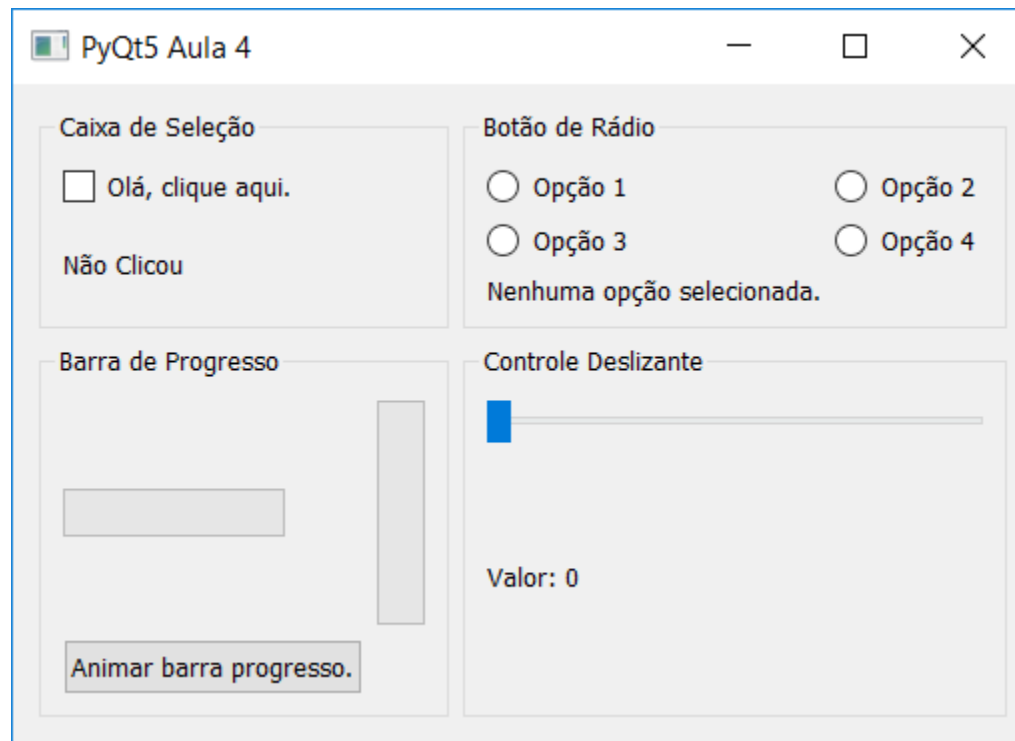 PyQt5 Aula 4
Caixa de Seleção
Olá, clique aqui.
Não Clicou
Botão de Rádio
Opção 1 Opção 2
Opção 3 Opção 4
Nenhuma opção selecionada.
Barra de Progresso
Animar barra progresso.
Controle Deslizante
Valor: 0